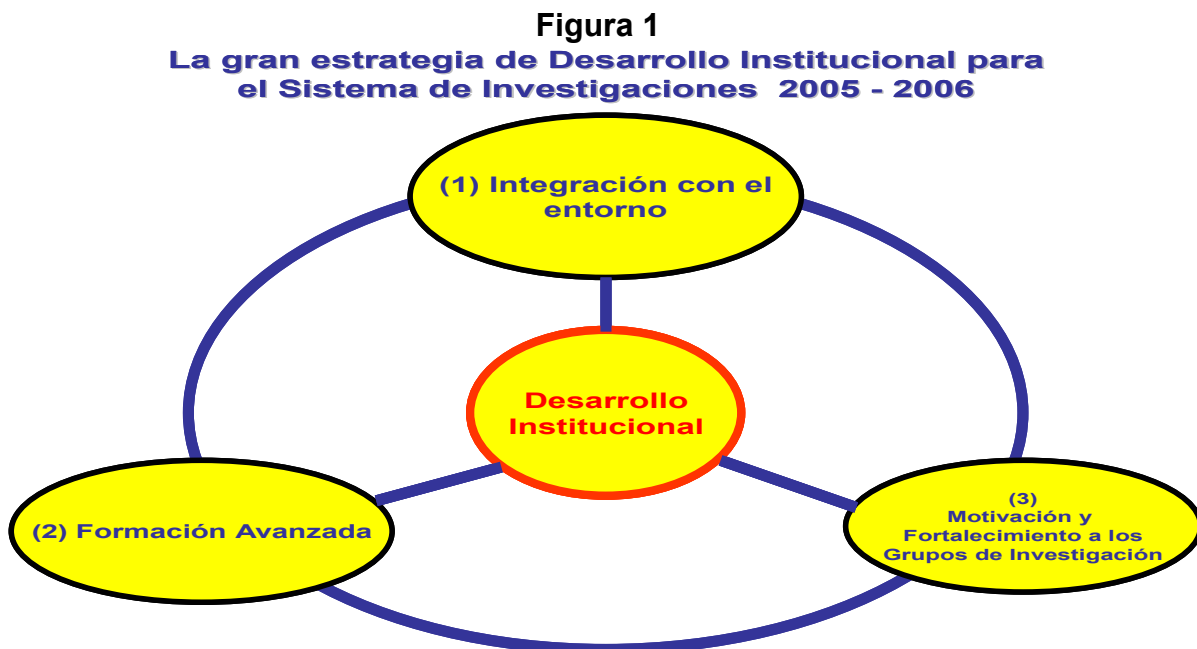 Figura 1
La gran estrategia de Desarrollo Institucional para
el Sistema de Investigaciones 2005 - 2006
(1) Integración con el
entorno
Desarrollo
Institucional
(2) Formación Avanzada
(3)
Motivación y
Fortalecimiento a los
Grupos de Investigación